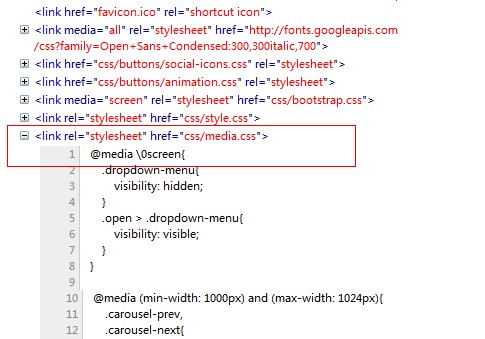 <link href="favicon.ico" rel="shortcut icon">
<link media="all" rel="stylesheet" href="http://fonts.googleapis.com
/css?family=Open+Sans+Condensed:300,300italic,700">
<link href="css/buttons/social-icons.css" rel="stylesheet">
<link href="css/buttons/animation.css" rel="stylesheet">
<link media="screen" rel="stylesheet" href="css/bootstrap.css">
<link rel="stylesheet" href="css/style.css">
<link rel="stylesheet" href="css/media.css">
1 @media \0screen{
2 .dropdown-menu{
3 visibility: hidden;
4 }
5 .open > .dropdown-menu{
6 visibility: visible;
7 }
8 }
9
10 @media (min-width: 1000px) and (max-width: 1024px){
11 .carousel-prev,
12 .carousel-next{